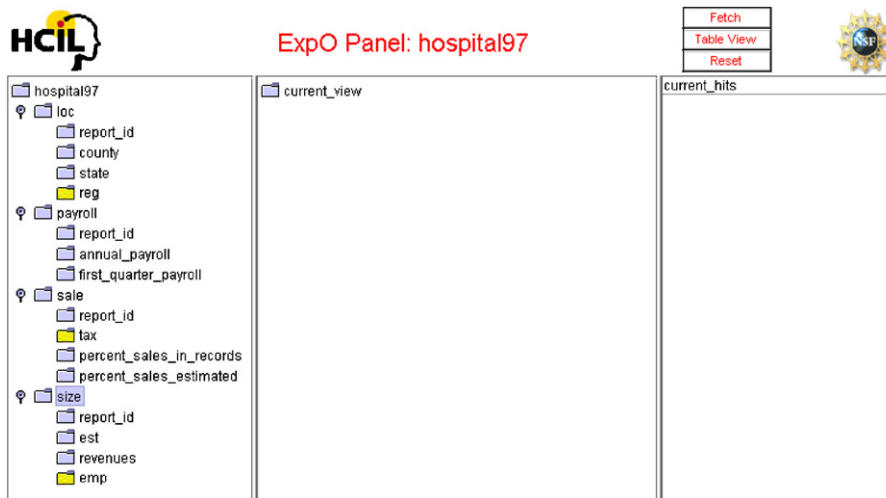 HCIL
ExpO Panel: hospital97
Fetch
Table View
Reset
NSF
hospital97
loc
report_id
county
state
reg
payroll
report_id
annual_payroll
first_quarter_payroll
sale
report_id
tax
percent_sales_in_records
percent_sales_estimated
size
report_id
est
revenues
emp
current_view
current_hits